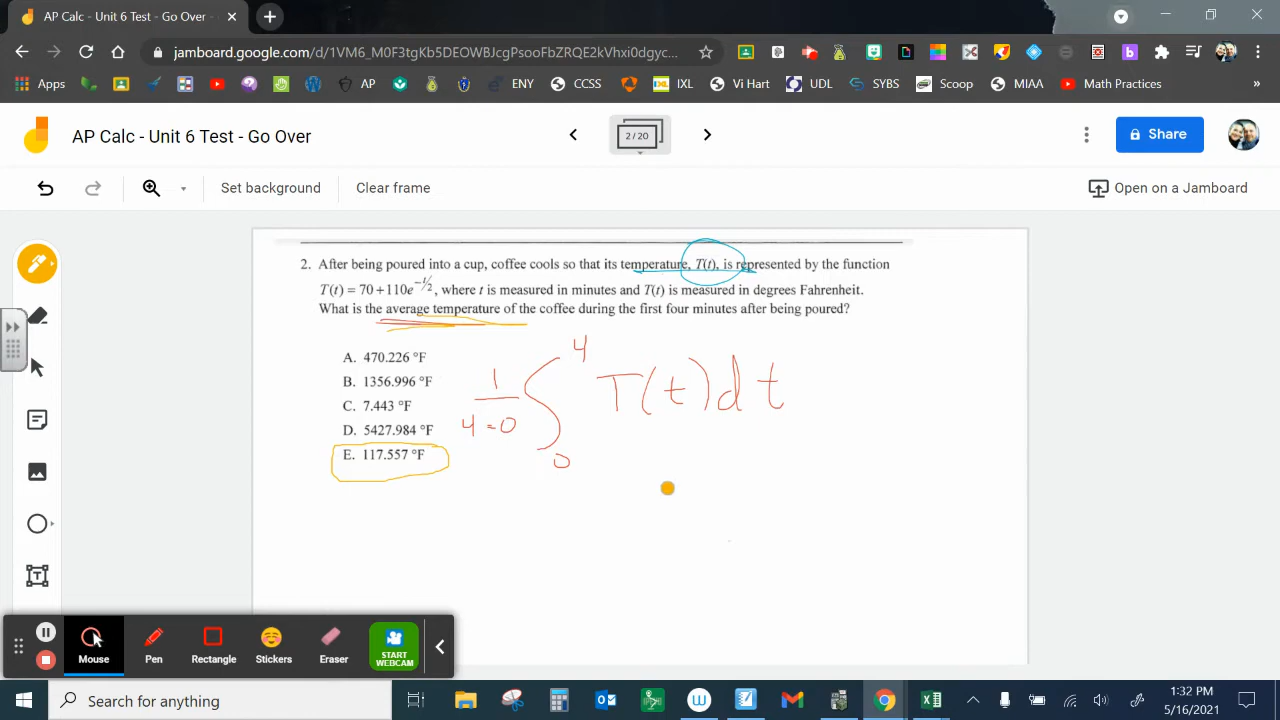 AP Calc - Unit 6 Test - Go Over
jamboard.google.com/d/1VM6_M0F3tgKb5DEOWBJcgPsooFbZRQE2kVhxi0dgyc...
Apps
AP
ENY
CCSS
IXL
Vi Hart
UDL
SYBS
Scoop
MIAA
Math Practices
»
AP Calc - Unit 6 Test - Go Over
2/20
Share
Set background
Clear frame
Open on a Jamboard
2. After being poured into a cup, coffee cools so that its temperature, T(t), is represented by the function
T(t) = 70+110e^{-1/2}, where t is measured in minutes and T(t) is measured in degrees Fahrenheit.
What is the average temperature of the coffee during the first four minutes after being poured?
A. 470.226 °F
B. 1356.996 °F
C. 7.443 °F
D. 5427.984 °F
E. 117.557 °F
4
1
∫ T(t)dt
4-0
0
Mouse
Pen
Rectangle
Stickers
Eraser
START
WEBCAM
Search for anything
1:32 PM
5/16/2021